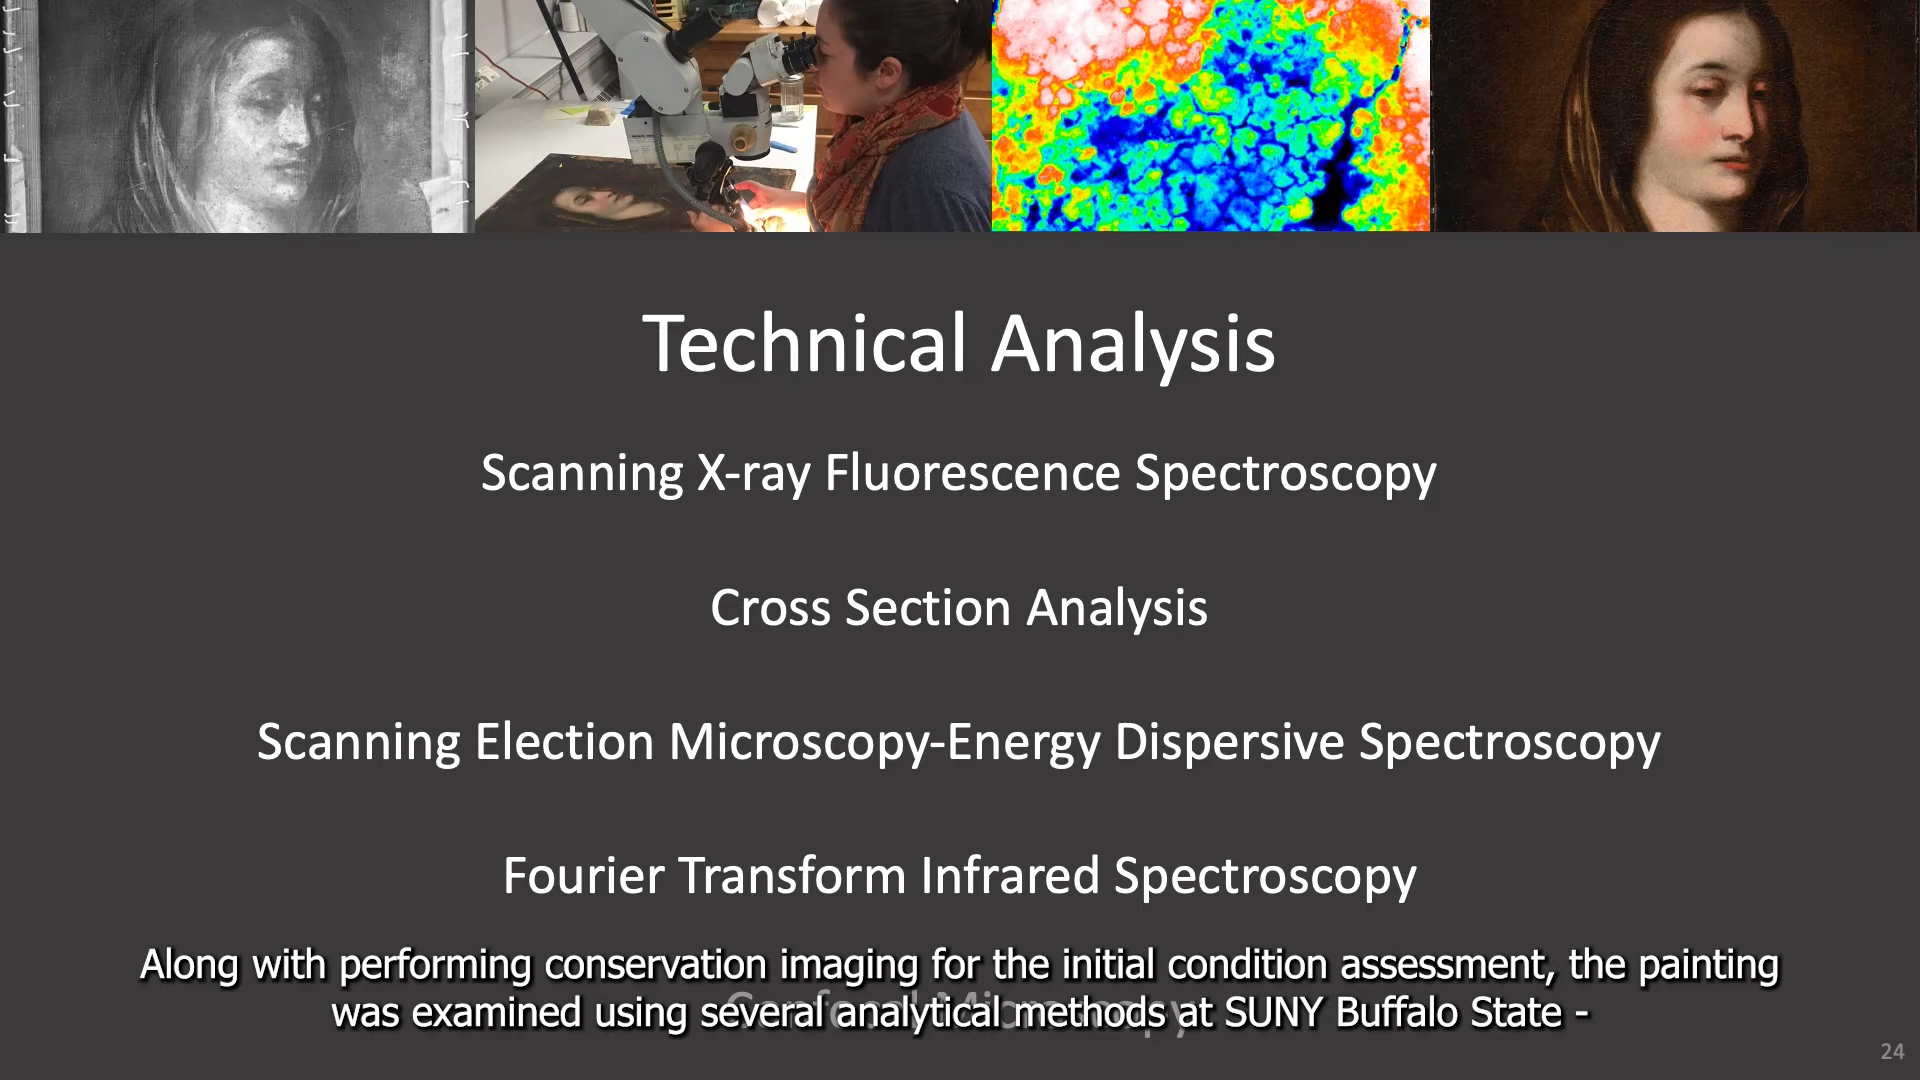 Technical Analysis
Scanning X-ray Fluorescence Spectroscopy
Cross Section Analysis
Scanning Election Microscopy-Energy Dispersive Spectroscopy
Fourier Transform Infrared Spectroscopy
Confocal Microscopy
Along with performing conservation imaging for the initial condition assessment, the painting
was examined using several analytical methods at SUNY Buffalo State -
24